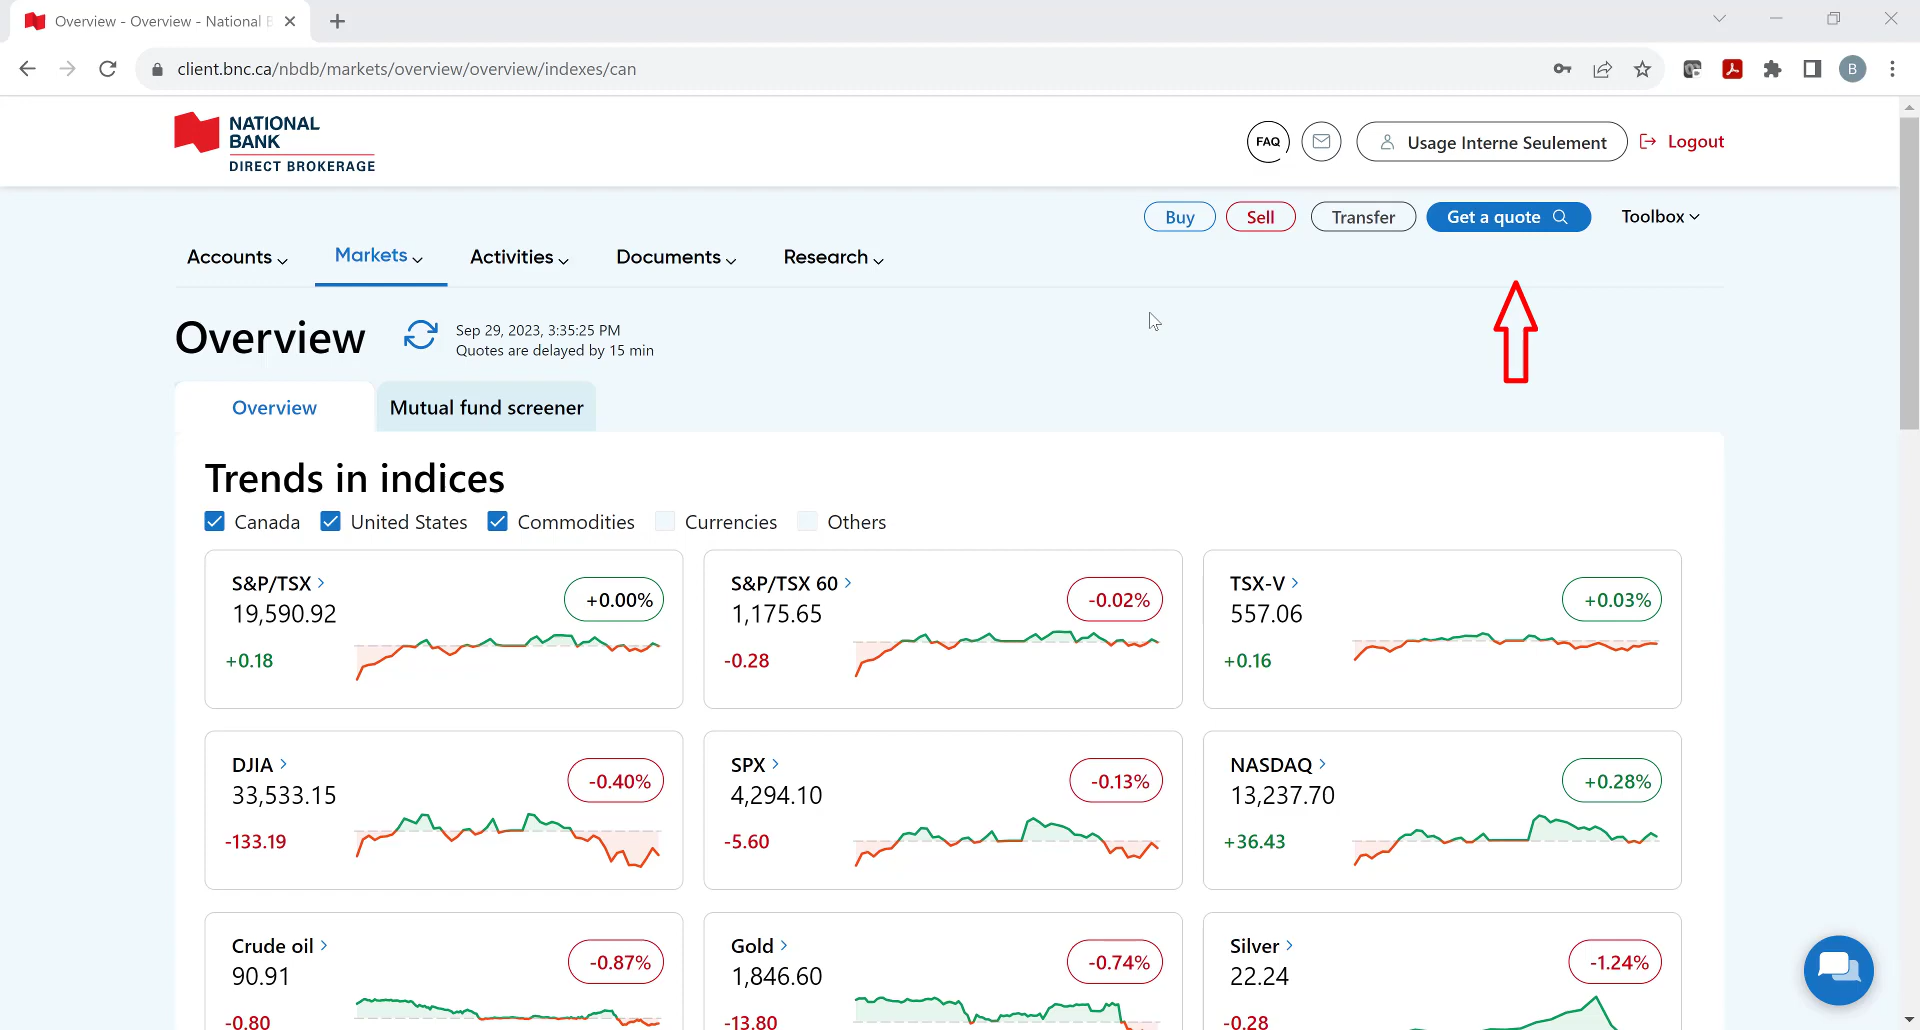 Overview - Overview - National B
client.bnc.ca/nbdb/markets/overview/overview/indexes/can
B
NATIONAL
BANK
DIRECT BROKERAGE
FAQ
Usage Interne Seulement
Logout
Buy
Sell
Transfer
Get a quote
Toolbox
Accounts
Markets
Activities
Documents
Research
Overview
Sep 29, 2023, 3:35:25 PM
Quotes are delayed by 15 min
Overview
Mutual fund screener
Trends in indices
Canada
United States
Commodities
Currencies
Others
S&P/TSX
19,590.92
+0.00%
+0.18
S&P/TSX 60
1,175.65
-0.02%
-0.28
TSX-V
557.06
+0.03%
+0.16
DJIA
33,533.15
-0.40%
-133.19
SPX
4,294.10
-0.13%
-5.60
NASDAQ
13,237.70
+0.28%
+36.43
Crude oil
90.91
-0.87%
-0.80
Gold
1,846.60
-0.74%
-13.80
Silver
22.24
-1.24%
-0.28